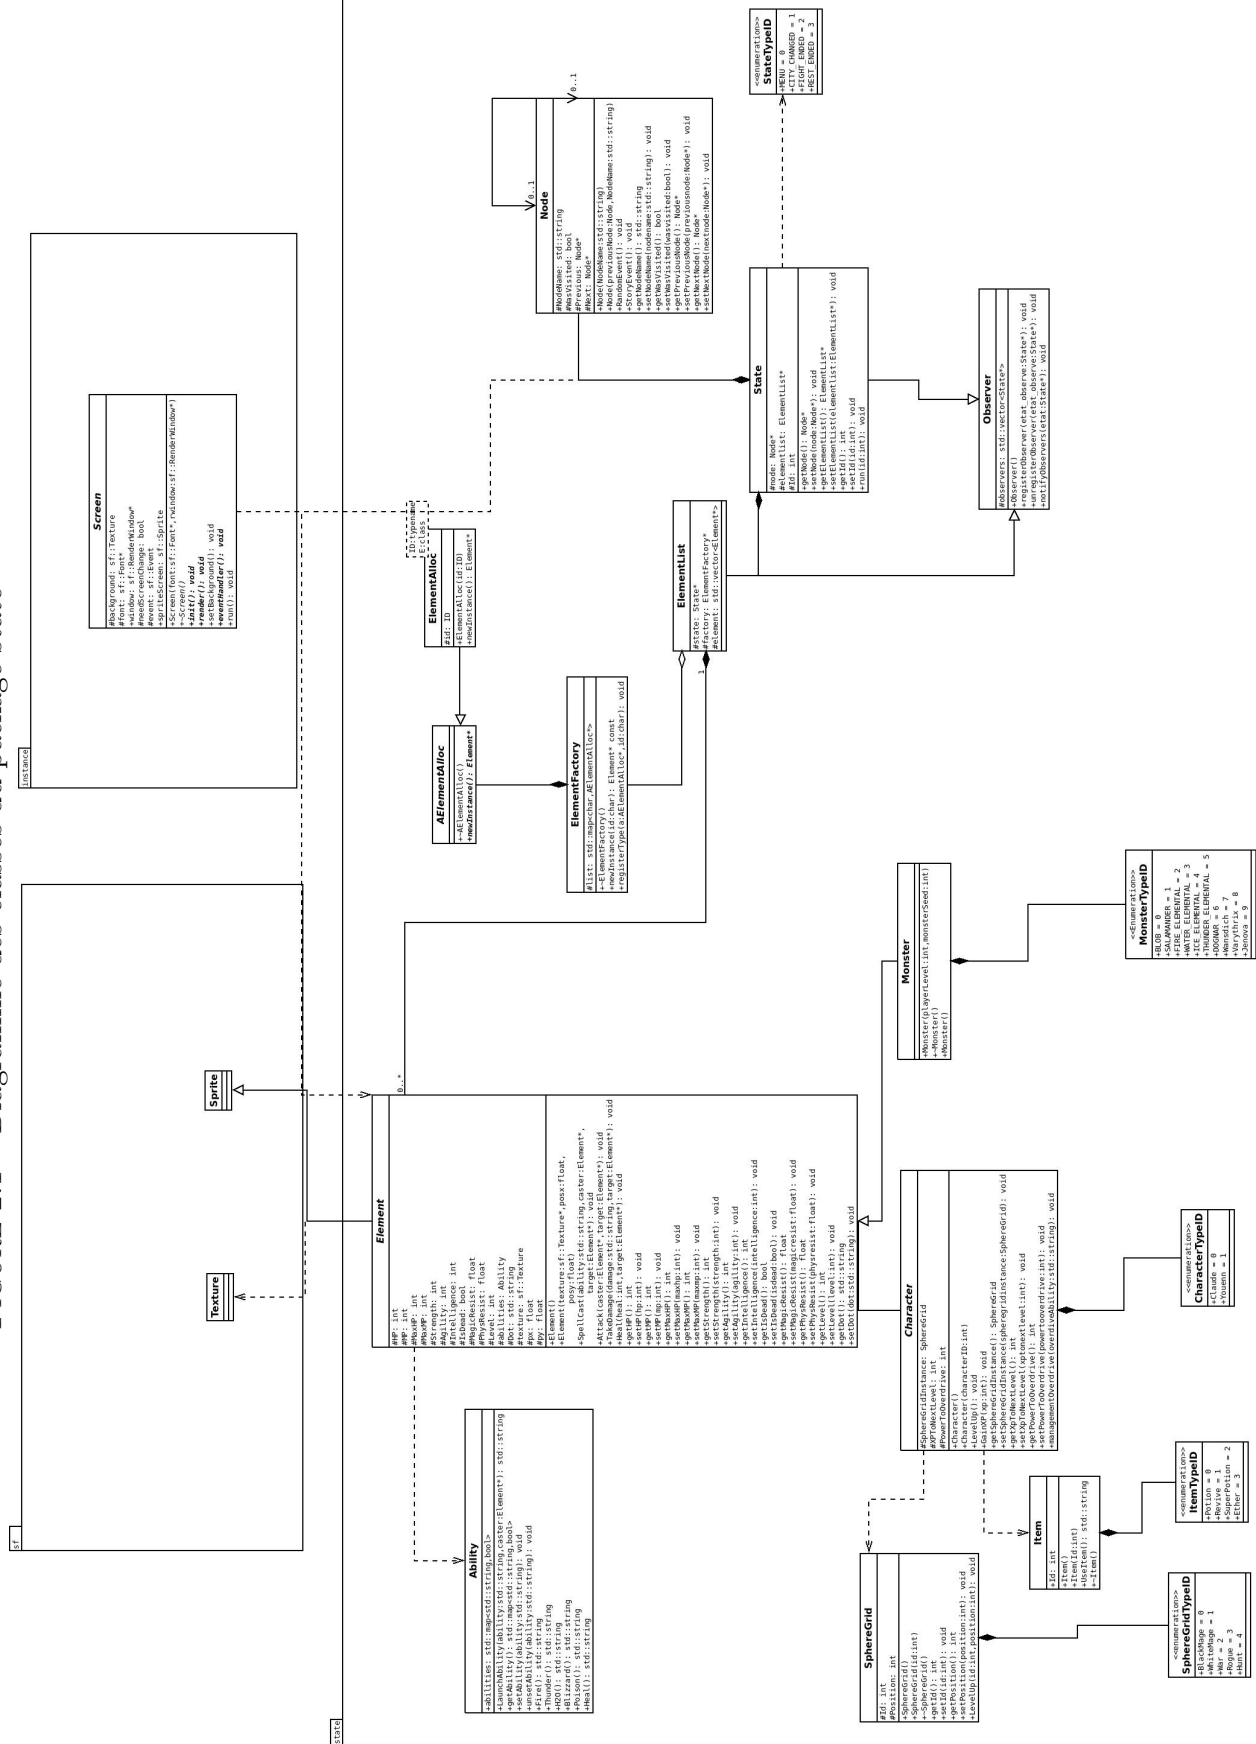 Diagramme des classes du package state
sf
Texture
Sprite
instance
Screen
#background: sf::Texture
#font: sf::Font*
+window: sf::RenderWindow*
#needScreenChange: bool
#event: sf::Event
+spriteScreen: sf::Sprite
+Screen(font:sf::Font*,rwindow:sf::RenderWindow*)
+~Screen()
+init(): void
+render(): void
+setBackground(): void
+eventHandler(): void
+run(): void
state
Ability
+abilities: std::map<std::string,bool>
+LaunchAbility(ability:std::string,caster:Element*): std::string
+getAbility(): std::map<std::string,bool>
+setAbility(ability:std::string): void
+unsetAbility(ability:std::string): void
+Fire(): std::string
+Thunder(): std::string
+H2O(): std::string
+Blizzard(): std::string
+Poison(): std::string
+Heal(): std::string
Element
#HP: int
#MP: int
#MaxHP: int
#MaxMP: int
#Strength: int
#Agility: int
#Intelligence: int
#IsDead: bool
#MagicResist: float
#PhysResist: float
#Level: int
#abilities: Ability
#Dot: std::string
#texture: sf::Texture
#px: float
#py: float
+Element()
+Element(texture:sf::Texture*,posx:float,
posy:float)
+SpellCast(ability:std::string,caster:Element*,
target:Element*): void
+Attack(caster:Element*,target:Element*): void
+TakeDamage(damage:std::string,target:Element*): void
+Heal(heal:int,target:Element*): void
+getHP(): int
+setHP(hp:int): void
+getMP(): int
+setMP(mp:int): void
+getMaxHP(): int
+setMaxHP(maxhp:int): void
+getMaxMP(): int
+setMaxMP(maxmp:int): void
+getStrength(): int
+setStrength(strength:int): void
+getAgility(): int
+setAgility(agility:int): void
+getIntelligence(): int
+setIntelligence(intelligence:int): void
+getIsDead(): bool
+setIsDead(isdead:bool): void
+getMagicResist(): float
+setMagicResist(magicresist:float): void
+getPhysResist(): float
+setPhysResist(physresist:float): void
+getLevel(): int
+setLevel(level:int): void
+getDot(): std::string
+setDot(dot:std::string): void
0..*
AElementAlloc
+~AElementAlloc()
+newInstance(): Element*
ID:typename
E:class
ElementAlloc
#id: ID
+ElementAlloc(id:ID)
+newInstance(): Element*
Node
#NodeName: std::string
#WasVisited: bool
#Previous: Node*
#Next: Node*
+Node(NodeName:std::string)
+Node(previousNode:Node,NodeName:std::string)
+RandomEvent(): void
+StoryEvent(): void
+getNodeName(): std::string
+setNodeName(nodename:std::string): void
+getWasVisited(): bool
+setWasVisited(wasvisited:bool): void
+getPreviousNode(): Node*
+setPreviousNode(previousnode:Node*): void
+getNextNode(): Node*
+setNextNode(nextnode:Node*): void
0..1
0..1
ElementFactory
#list: std::map<char,AElementAlloc*>
+~ElementFactory()
+newInstance(id:char): Element* const
+registerType(a:AElementAlloc*,id:char): void
ElementList
#state: State*
#factory: ElementFactory*
#element: std::vector<Element*>
1
State
#node: Node*
#elementlist: ElementList*
#Id: int
+getNode(): Node*
+setNode(node:Node*): void
+getElementList(): ElementList*
+setElementList(elementlist:ElementList*): void
+getId(): int
+setId(id:int): void
+run(id:int): void
<<enumeration>>
StateTypeID
+MENU = 0
+CITY_CHANGED = 1
+FIGHT_ENDED = 2
+REST_ENDED = 3
SphereGrid
#Id: int
#Position: int
+SphereGrid()
+SphereGrid(id:int)
+~SphereGrid()
+getId(): int
+setId(id:int): void
+getPosition(): int
+setPosition(position:int): void
+LevelUp(id:int,position:int): void
Character
#SphereGridInstance: SphereGrid
#XPToNextLevel: int
#PowerToOverdrive: int
+Character()
+Character(characterID:int)
+LevelUp(): void
+GainXP(xp:int): void
+getSphereGridInstance(): SphereGrid
+setSphereGridInstance(spheregridinstance:SphereGrid): void
+getXpToNextLevel(): int
+setXpToNextLevel(xptonextlevel:int): void
+getPowerToOverdrive(): int
+setPowerToOverdrive(powertooverdrive:int): void
+managementOverdrive(overdiveAbility:std::string): void
Monster
+Monster(playerLevel:int,monsterSeed:int)
+~Monster()
+Monster()
Observer
#observers: std::vector<State*>
+Observer()
+registerObserver(etat_observe:State*): void
+unregisterObserver(etat_observe:State*): void
+notifyObservers(etat:State*): void
Item
+Id: int
+Item()
+Item(Id:int)
+UseItem(): std::string
+~Item()
<<Enumeration>>
MonsterTypeID
+BLOB = 0
+SALAMANDER = 1
+FIRE_ELEMENTAL = 2
+WATER_ELEMENTAL = 3
+ICE_ELEMENTAL = 4
+THUNDER_ELEMENTAL = 5
+DOGNAR = 6
+Wansdich = 7
+Varythrix = 8
+Jenova = 9
<<enumeration>>
SphereGridTypeID
+BlackMage = 0
+WhiteMage = 1
+War = 2
+Rogue = 3
+Hunt = 4
<<enumeration>>
ItemTypeID
+Potion = 0
+Revive = 1
+SuperPotion = 2
+Ether = 3
<<enumeration>>
CharacterTypeID
+Claude = 0
+Youenn = 1